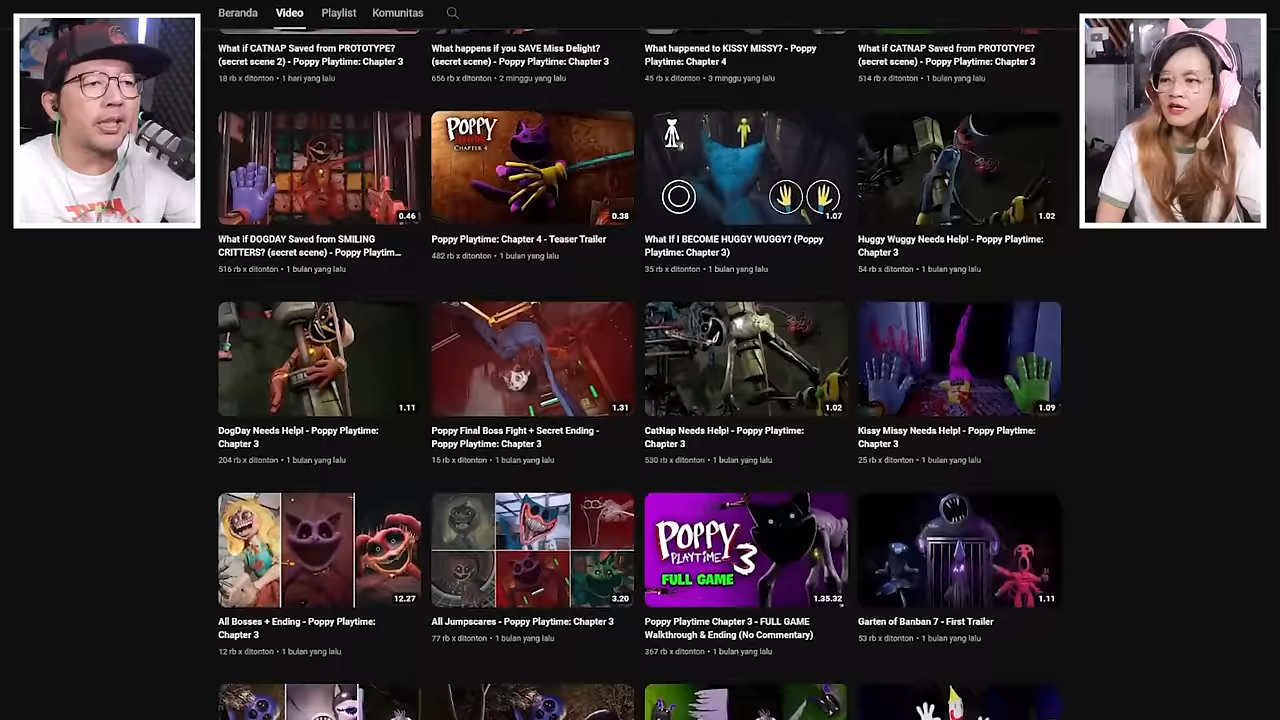 Beranda Video Playlist Komunitas
What if CATNAP Saved from PROTOTYPE? (secret scene 2) - Poppy Playtime: Chapter 3
18 rb x ditonton • 1 hari yang lalu
What happens if you SAVE Miss Delight? (secret scene) - Poppy Playtime: Chapter 3
656 rb x ditonton • 2 minggu yang lalu
What happened to KISSY MISSY? - Poppy Playtime: Chapter 4
45 rb x ditonton • 3 minggu yang lalu
What if CATNAP Saved from PROTOTYPE? (secret scene) - Poppy Playtime: Chapter 3
514 rb x ditonton • 1 bulan yang lalu
0.46
What if DOGDAY Saved from SMILING CRITTERS? (secret scene) - Poppy Playtim...
516 rb x ditonton • 1 bulan yang lalu
POPPY
CHAPTER 4
0.38
Poppy Playtime: Chapter 4 - Teaser Trailer
482 rb x ditonton • 1 bulan yang lalu
1.07
What If I BECOME HUGGY WUGGY? (Poppy Playtime: Chapter 3)
35 rb x ditonton • 1 bulan yang lalu
1.02
Huggy Wuggy Needs Help! - Poppy Playtime: Chapter 3
54 rb x ditonton • 1 bulan yang lalu
1.11
DogDay Needs Help! - Poppy Playtime: Chapter 3
204 rb x ditonton • 1 bulan yang lalu
1.31
Poppy Final Boss Fight + Secret Ending - Poppy Playtime: Chapter 3
15 rb x ditonton • 1 bulan yang lalu
1.02
CatNap Needs Help! - Poppy Playtime: Chapter 3
530 rb x ditonton • 1 bulan yang lalu
1.09
Kissy Missy Needs Help! - Poppy Playtime: Chapter 3
25 rb x ditonton • 1 bulan yang lalu
12.27
All Bosses + Ending - Poppy Playtime: Chapter 3
12 rb x ditonton • 1 bulan yang lalu
3.20
All Jumpscares - Poppy Playtime: Chapter 3
77 rb x ditonton • 1 bulan yang lalu
POPPY
PLAYTIME 3
FULL GAME
1.35.32
Poppy Playtime Chapter 3 - FULL GAME Walkthrough & Ending (No Commentary)
367 rb x ditonton • 1 bulan yang lalu
1.11
Garten of Banban 7 - First Trailer
53 rb x ditonton • 1 bulan yang lalu